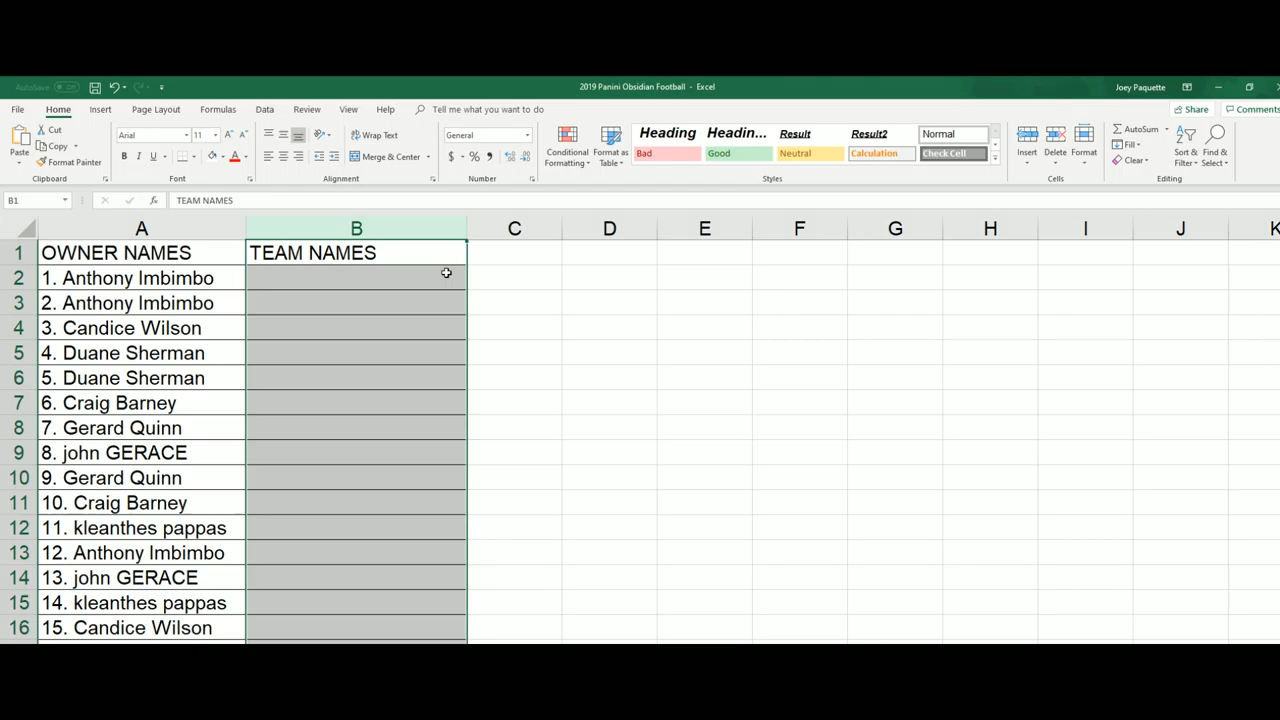 AutoSave Off 2019 Panini Obsidian Football - Excel Joey Paquette
File Home Insert Page Layout Formulas Data Review View Help Tell me what you want to do Share Comments
Paste Cut Copy Format Painter Clipboard
Arial 11 A A B I U A Font
Wrap Text Merge & Center Alignment
General $ % , Number
Conditional Formatting Format as Table
Heading Headin... Result Result2 Normal
Bad Good Neutral Calculation Check Cell
Styles
Insert Delete Format Cells
AutoSum Fill Clear Sort & Filter Find & Select Editing
B1 fx TEAM NAMES
A B C D E F G H I J K
1 OWNER NAMES TEAM NAMES
2 1. Anthony Imbimbo
3 2. Anthony Imbimbo
4 3. Candice Wilson
5 4. Duane Sherman
6 5. Duane Sherman
7 6. Craig Barney
8 7. Gerard Quinn
9 8. john GERACE
10 9. Gerard Quinn
11 10. Craig Barney
12 11. kleanthes pappas
13 12. Anthony Imbimbo
14 13. john GERACE
15 14. kleanthes pappas
16 15. Candice Wilson